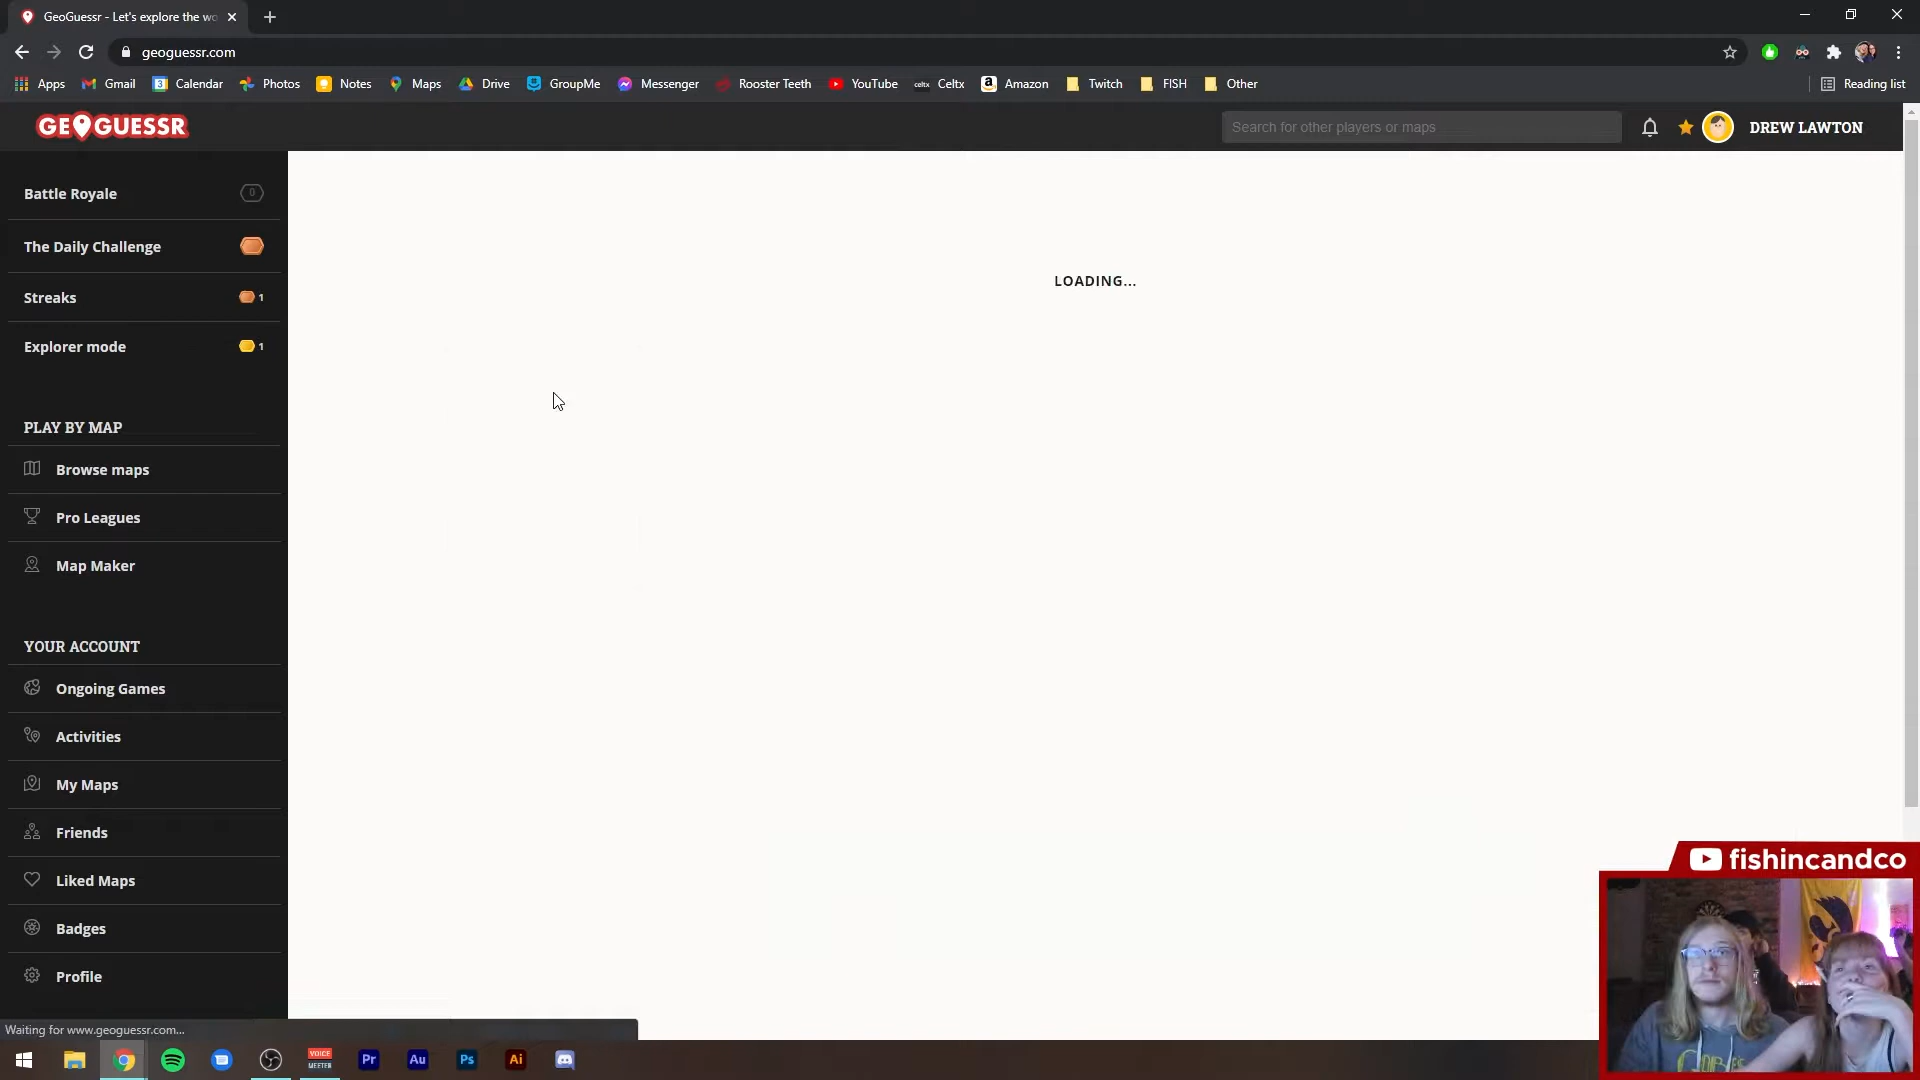 GeoGuessr - Let's explore the wo
geoguessr.com
Apps Gmail Calendar Photos Notes Maps Drive GroupMe Messenger Rooster Teeth YouTube celtx Celtx Amazon Twitch FISH Other Reading list
GEOGUESSR
Search for other players or maps
DREW LAWTON
Battle Royale 0
The Daily Challenge
Streaks 1
Explorer mode 1
LOADING...
PLAY BY MAP
Browse maps
Pro Leagues
Map Maker
YOUR ACCOUNT
Ongoing Games
Activities
My Maps
Friends
Liked Maps
Badges
Profile
fishincandco
Waiting for www.geoguessr.com...
VOICE
MEETER
Pr Au Ps Ai